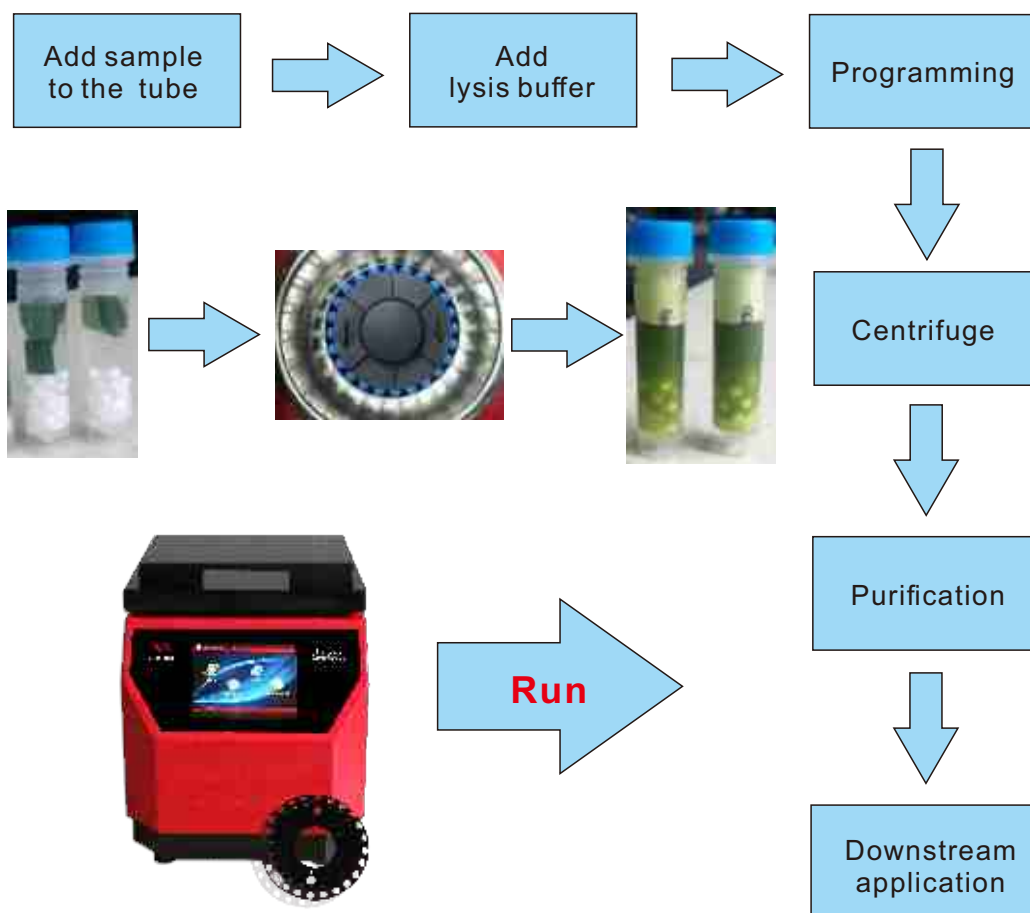 Add sample
to the tube
Add
lysis buffer
Programming
Centrifuge
Purification
Run
Downstream
application